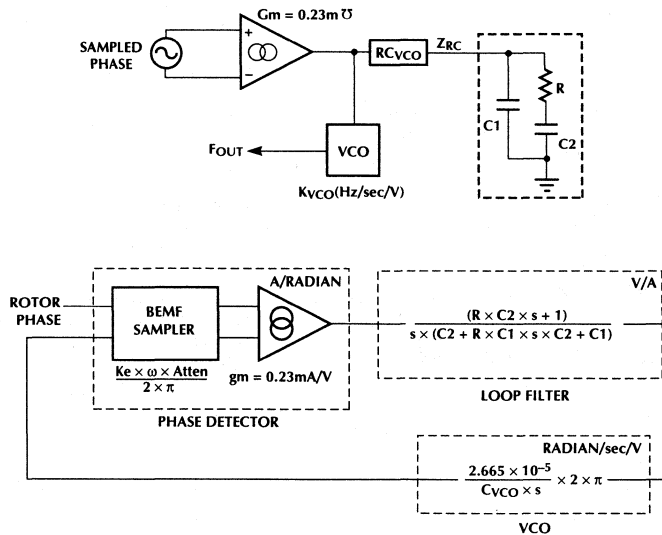 Gm = 0.23m ℧
SAMPLED
PHASE
+
−
RCVCO
ZRC
R
C1
C2
FOUT
VCO
KVCO(Hz/sec/V)
A/RADIAN
V/A
ROTOR
PHASE
BEMF
SAMPLER
Ke × ω × Atten
2 × π
gm = 0.23mA/V
PHASE DETECTOR
(R × C2 × s + 1)
s × (C2 + R × C1 × s × C2 + C1)
LOOP FILTER
RADIAN/sec/V
2.665 × 10⁻⁵
CVCO × s
× 2 × π
VCO